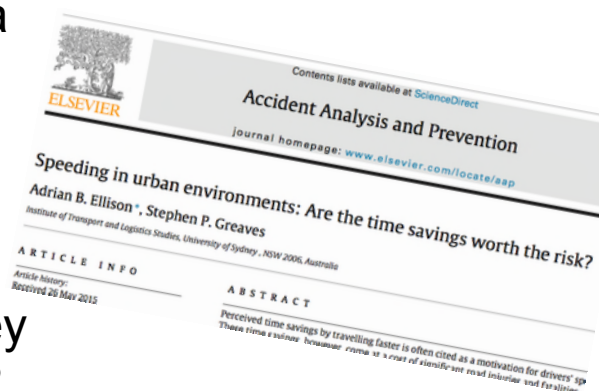 a
ELSEVIER
Contents lists available at ScienceDirect
Accident Analysis and Prevention
journal homepage: www.elsevier.com/locate/aap
Speeding in urban environments: Are the time savings worth the risk?
Adrian B. Ellison*, Stephen P. Greaves
Institute of Transport and Logistics Studies, University of Sydney, NSW 2006, Australia
ARTICLE INFO
Article history:
Received 26 May 2015
ABSTRACT
Perceived time savings by travelling faster is often cited as a motivation for drivers' sp
These time savings, however, come at a cost of significant road injuries and fatalities
ey